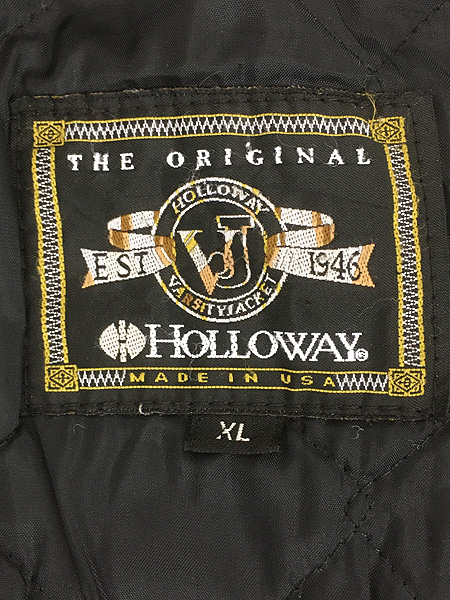 THE ORIGINAL
HOLLOWAY
VJ
EST 1946
VARSITY JACKET
HOLLOWAY®
MADE IN USA
XL